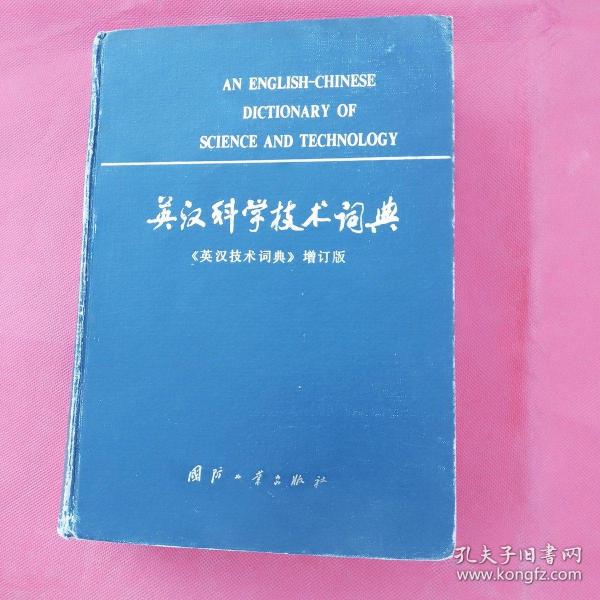 AN ENGLISH-CHINESE
DICTIONARY OF
SCIENCE AND TECHNOLOGY
英汉科学技术词典
《英汉技术词典》增订版
国防工业出版社
孔夫子旧书网
www.kongfz.com